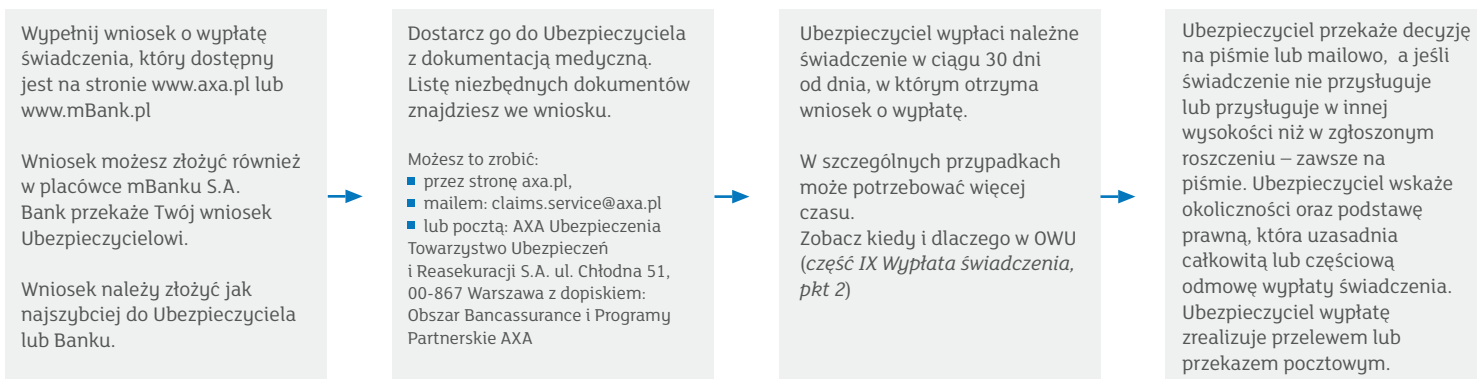 Wypełnij wniosek o wypłatę
świadczenia, który dostępny
jest na stronie www.axa.pl lub
www.mBank.pl
Wniosek możesz złożyć również
w placówce mBanku S.A.
Bank przekaże Twój wniosek
Ubezpieczycielowi.
Wniosek należy złożyć jak
najszybciej do Ubezpieczyciela
lub Banku.
Dostarcz go do Ubezpieczyciela
z dokumentacją medyczną.
Listę niezbędnych dokumentów
znajdziesz we wniosku.
Możesz to zrobić:
przez stronę axa.pl,
mailem: claims.service@axa.pl
lub pocztą: AXA Ubezpieczenia
Towarzystwo Ubezpieczeń
i Reasekuracji S.A. ul. Chłodna 51,
00-867 Warszawa z dopiskiem:
Obszar Bancassurance i Programy
Partnerskie AXA
Ubezpieczyciel wypłaci należne
świadczenie w ciągu 30 dni
od dnia, w którym otrzyma
wniosek o wypłatę.
W szczególnych przypadkach
może potrzebować więcej
czasu.
Zobacz kiedy i dlaczego w OWU
(część IX Wypłata świadczenia,
pkt 2)
Ubezpieczyciel przekaże decyzję
na piśmie lub mailowo, a jeśli
świadczenie nie przysługuje
lub przysługuje w innej
wysokości niż w zgłoszonym
roszczeniu – zawsze na
piśmie. Ubezpieczyciel wskaże
okoliczności oraz podstawę
prawną, która uzasadnia
całkowitą lub częściową
odmowę wypłaty świadczenia.
Ubezpieczyciel wypłatę
zrealizuje przelewem lub
przekazem pocztowym.